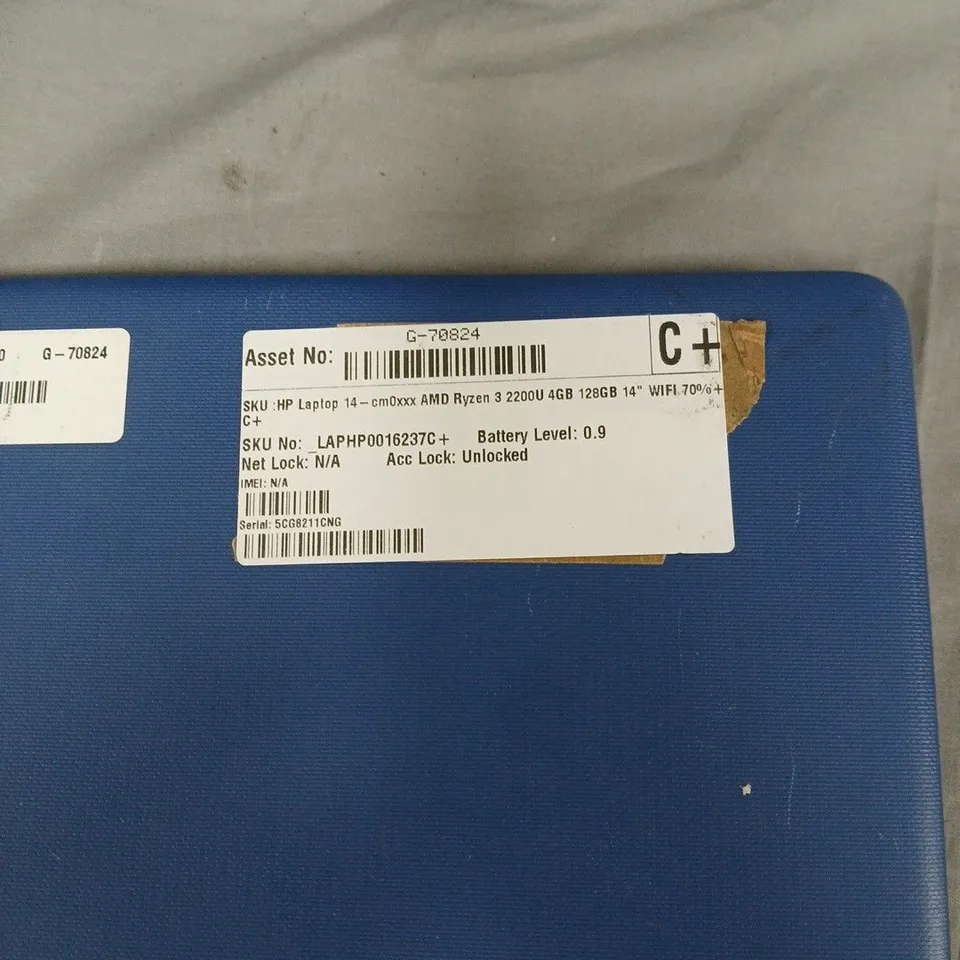 0 G-70824
G-70824
Asset No:
C+
SKU :HP Laptop 14-cm0xxx AMD Ryzen 3 2200U 4GB 128GB 14" WIFI 70%+
C+
SKU No: _LAPHP0016237C+ Battery Level: 0.9
Net Lock: N/A Acc Lock: Unlocked
IMEI: N/A
Serial: 5CG8211CNG